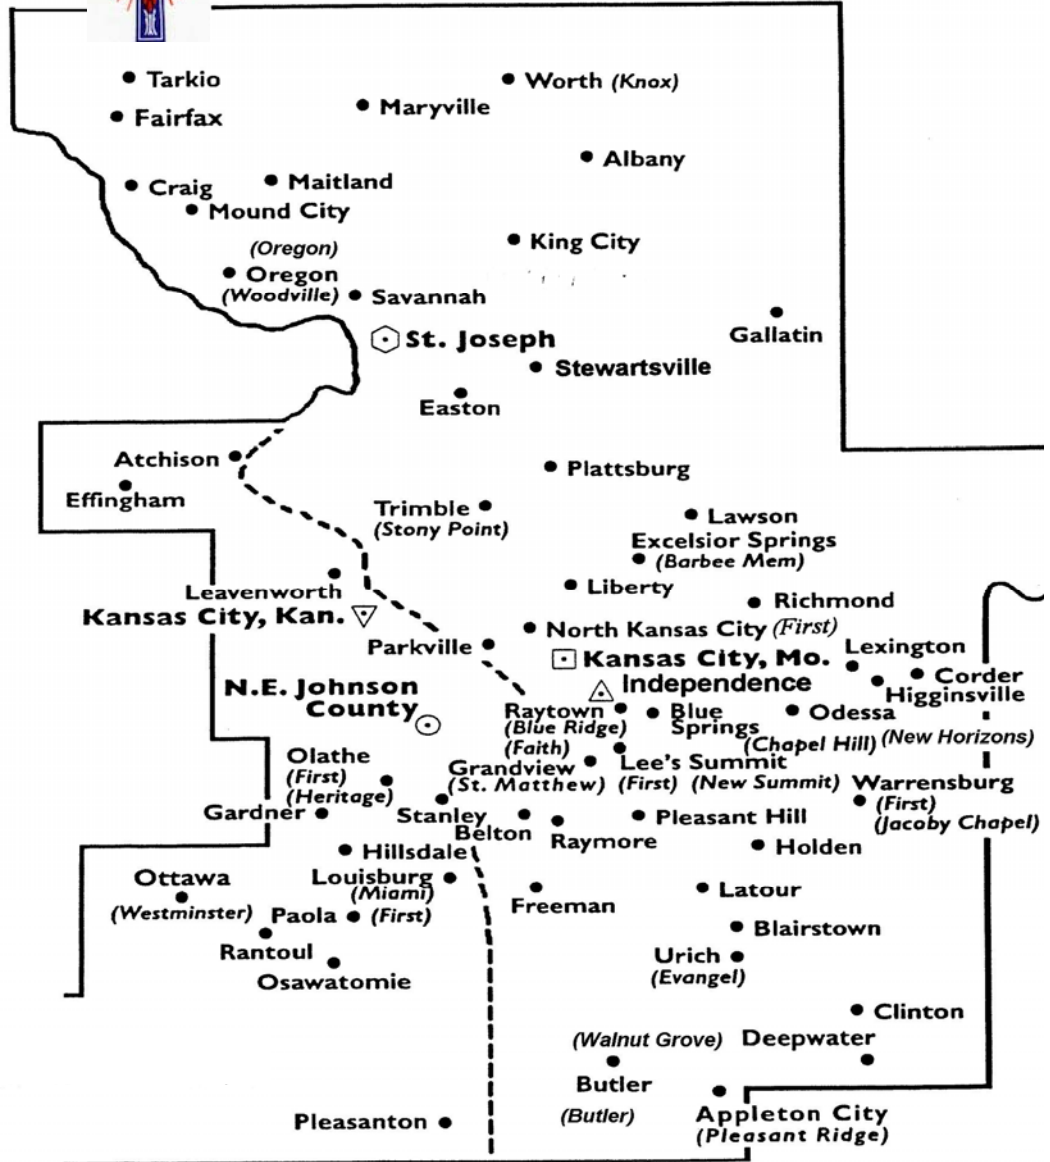 Tarkio
Worth (Knox)
Maryville
Fairfax
Albany
Craig
Maitland
Mound City
King City
(Oregon)
Oregon
(Woodville)
Savannah
Gallatin
St. Joseph
Stewartsville
Easton
Atchison
Plattsburg
Effingham
Trimble
(Stony Point)
Lawson
Excelsior Springs
(Barbee Mem)
Leavenworth
Liberty
Richmond
Kansas City, Kan.
North Kansas City (First)
Parkville
Lexington
Kansas City, Mo.
Corder
Higginsville
Independence
N.E. Johnson
County
Raytown
(Blue Ridge)
(Faith)
Blue
Springs
Odessa
(Chapel Hill)
(New Horizons)
Olathe
(First)
(Heritage)
Grandview
(St. Matthew)
Lee's Summit
(First) (New Summit)
Warrensburg
(First)
(Jacoby Chapel)
Gardner
Stanley
Belton
Raymore
Pleasant Hill
Holden
Hillsdale
Ottawa
(Westminster)
Louisburg
(Miami)
Paola
(First)
Freeman
Latour
Rantoul
Blairstown
Osawatomie
Urich
(Evangel)
Clinton
(Walnut Grove)
Deepwater
Butler
(Butler)
Appleton City
(Pleasant Ridge)
Pleasanton